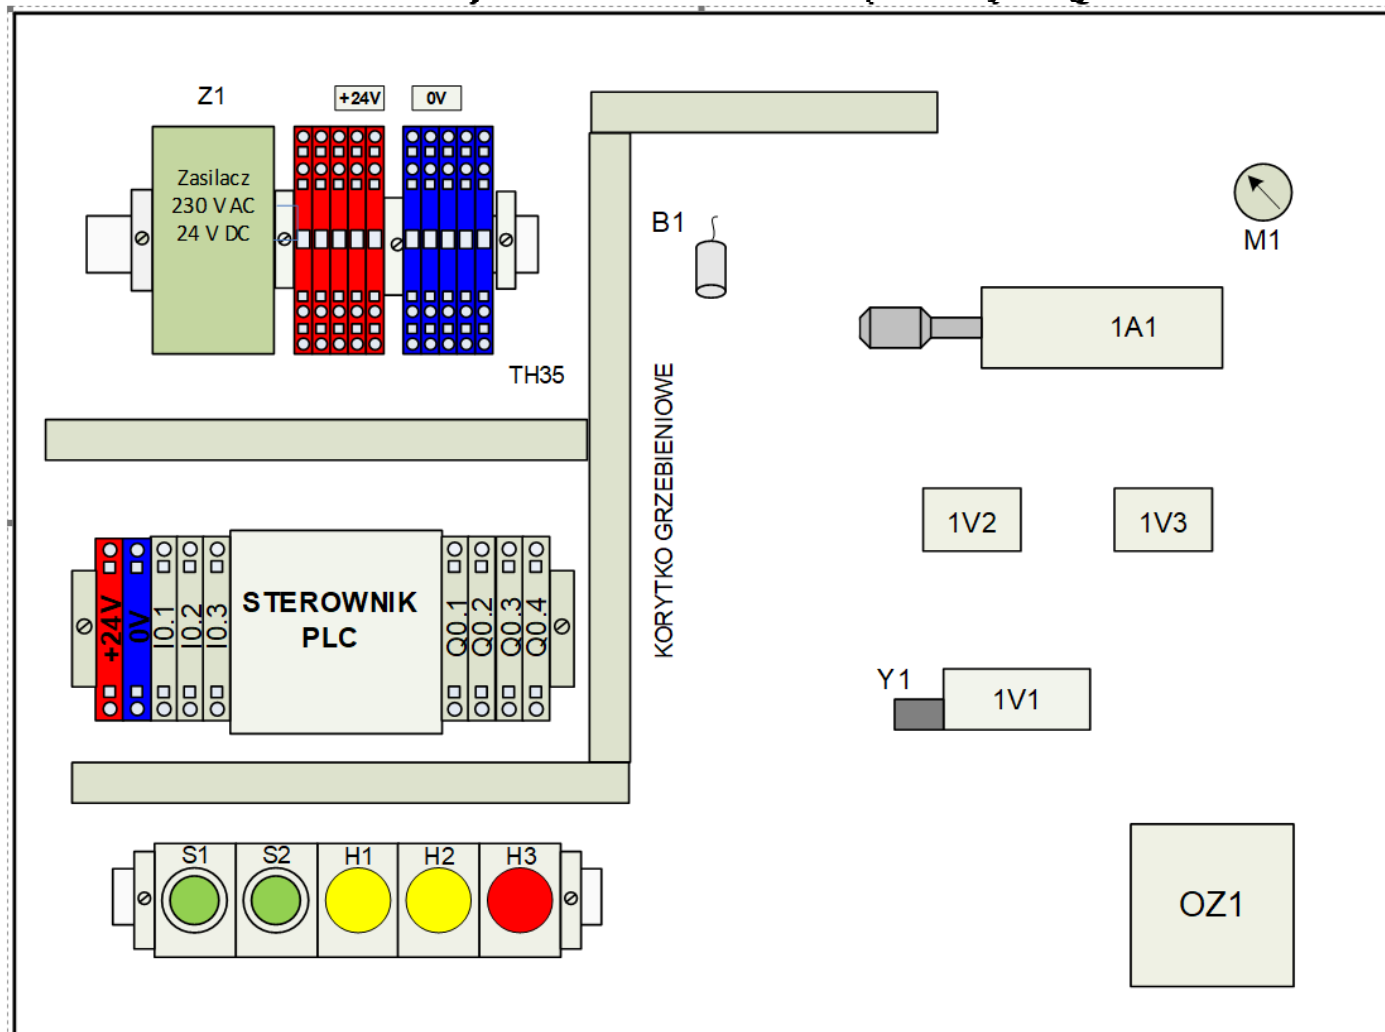 Z1
+24V
0V
Zasilacz
230 V AC
24 V DC
TH35
B1
M1
1A1
KORYTKO GRZEBIENIOWE
1V2
1V3
+24V
0V
I0.1
I0.2
I0.3
STEROWNIK
PLC
Q0.1
Q0.2
Q0.3
Q0.4
Y1
1V1
S1
S2
H1
H2
H3
OZ1